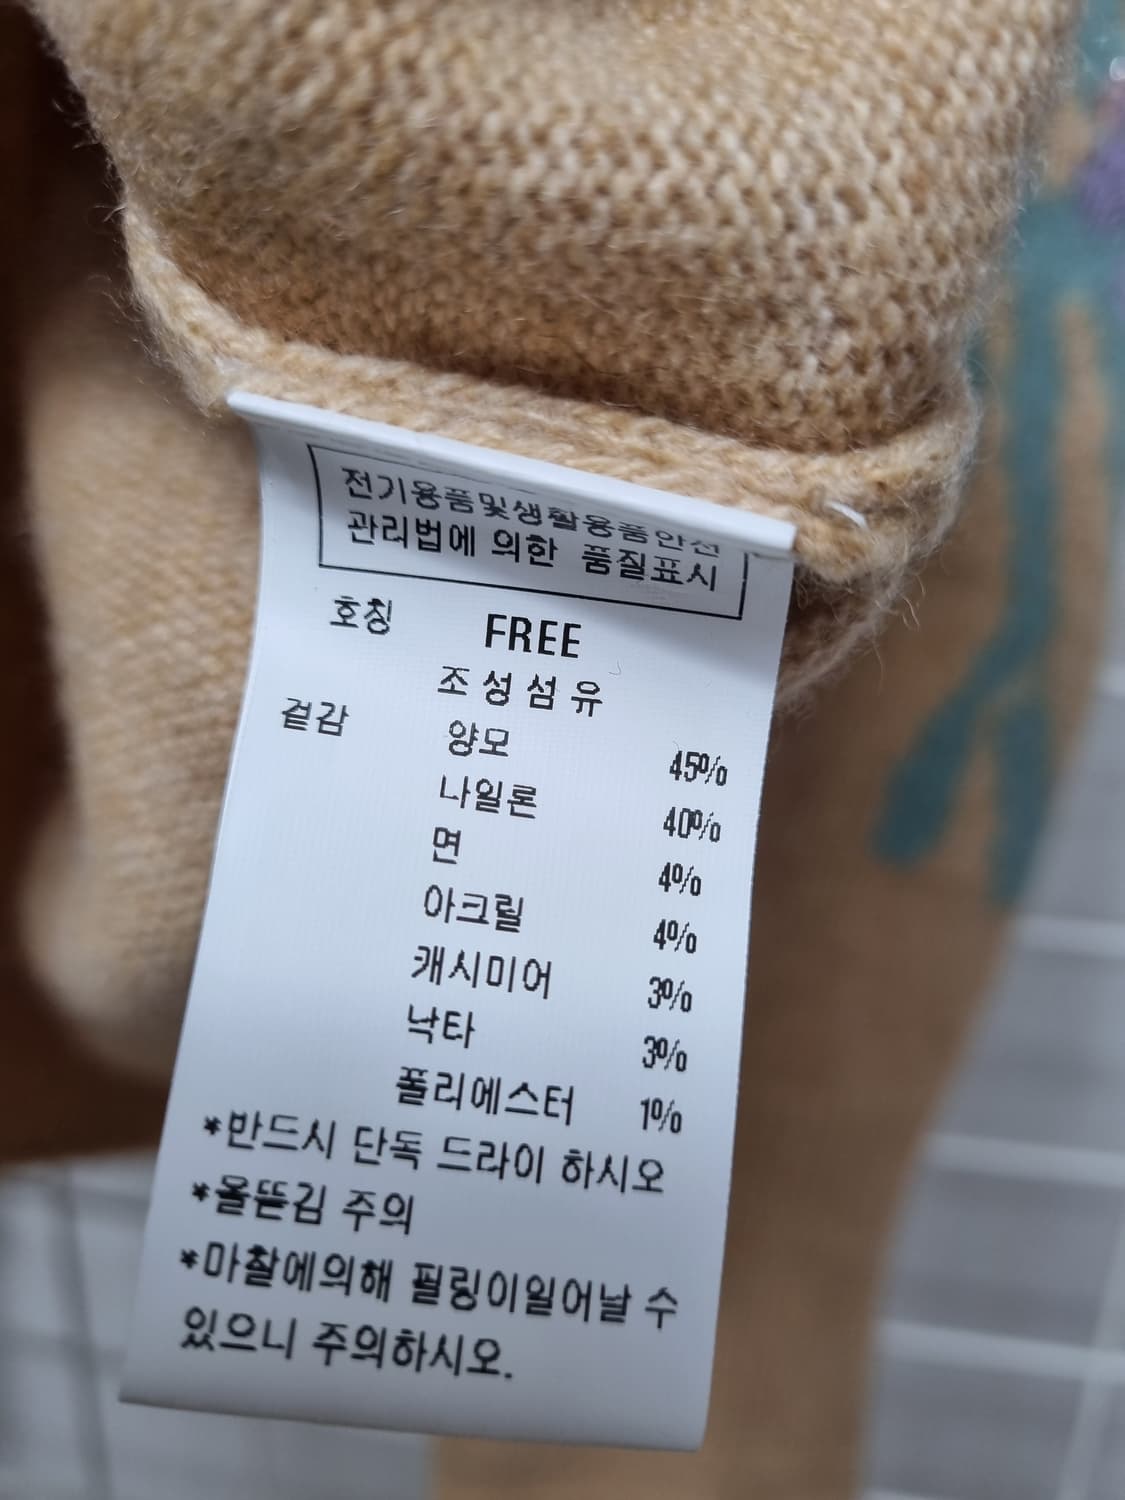 전기용품및생활용품안전
관리법에 의한 품질표시
호칭 FREE
조성섬유
겉감 양모 45%
나일론 40%
면 4%
아크릴 4%
캐시미어 3%
낙타 3%
폴리에스터 1%
*반드시 단독 드라이 하시오
*올뜯김 주의
*마찰에의해 필링이일어날 수
있으니 주의하시오.